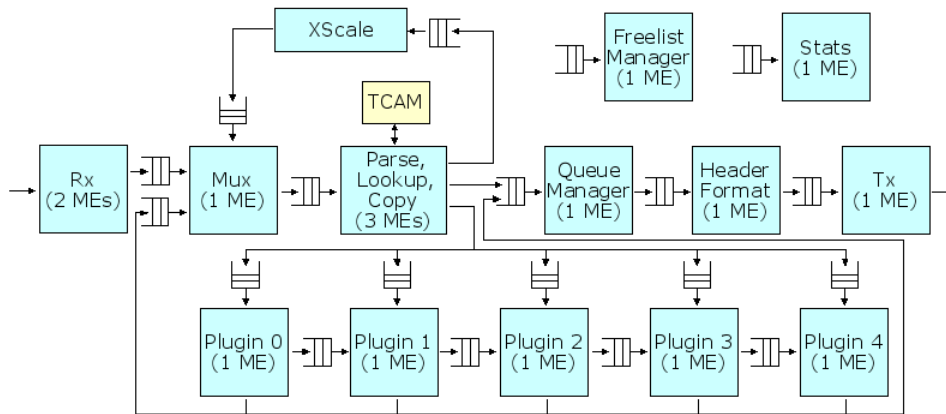 XScale
Freelist
Manager
(1 ME)
Stats
(1 ME)
TCAM
Rx
(2 MEs)
Mux
(1 ME)
Parse,
Lookup,
Copy
(3 MEs)
Queue
Manager
(1 ME)
Header
Format
(1 ME)
Tx
(1 ME)
Plugin 0
(1 ME)
Plugin 1
(1 ME)
Plugin 2
(1 ME)
Plugin 3
(1 ME)
Plugin 4
(1 ME)